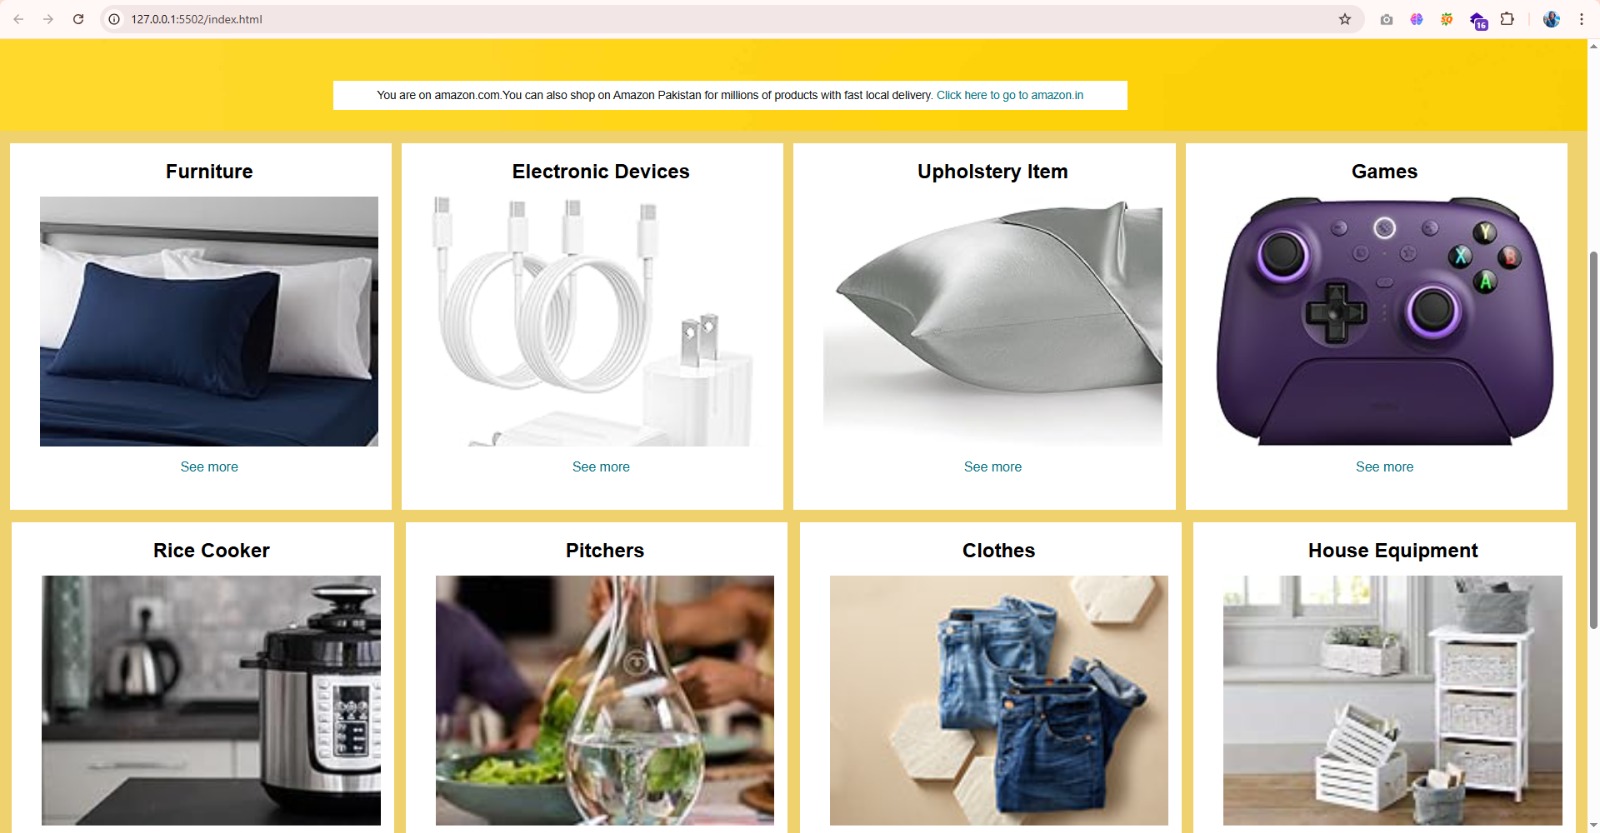 127.0.0.1:5502/index.html
16
You are on amazon.com.You can also shop on Amazon Pakistan for millions of products with fast local delivery. Click here to go to amazon.in
Furniture
Electronic Devices
Upholstery Item
Games
Y
X
B
A
See more
See more
See more
See more
Rice Cooker
Pitchers
Clothes
House Equipment